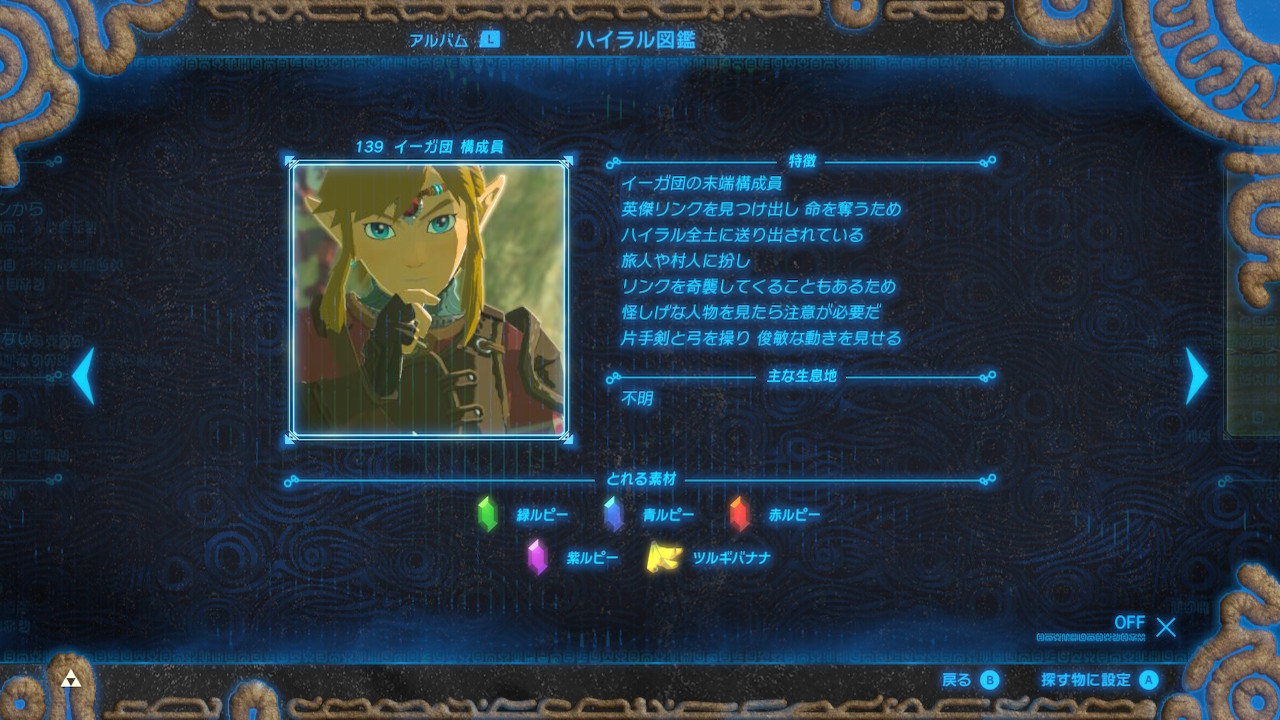 アルバム L ハイラル図鑑
139 イーガ団 構成員
特徴
イーガ団の末端構成員
英傑リンクを見つけ出し 命を奪うため
ハイラル全土に送り出されている
旅人や村人に扮し
リンクを奇襲してくることもあるため
怪しげな人物を見たら注意が必要だ
片手剣と弓を操り 俊敏な動きを見せる
主な生息地
不明
とれる素材
緑ルピー 青ルピー 赤ルピー
紫ルピー ツルギバナナ
OFF
戻る B 探す物に設定 A